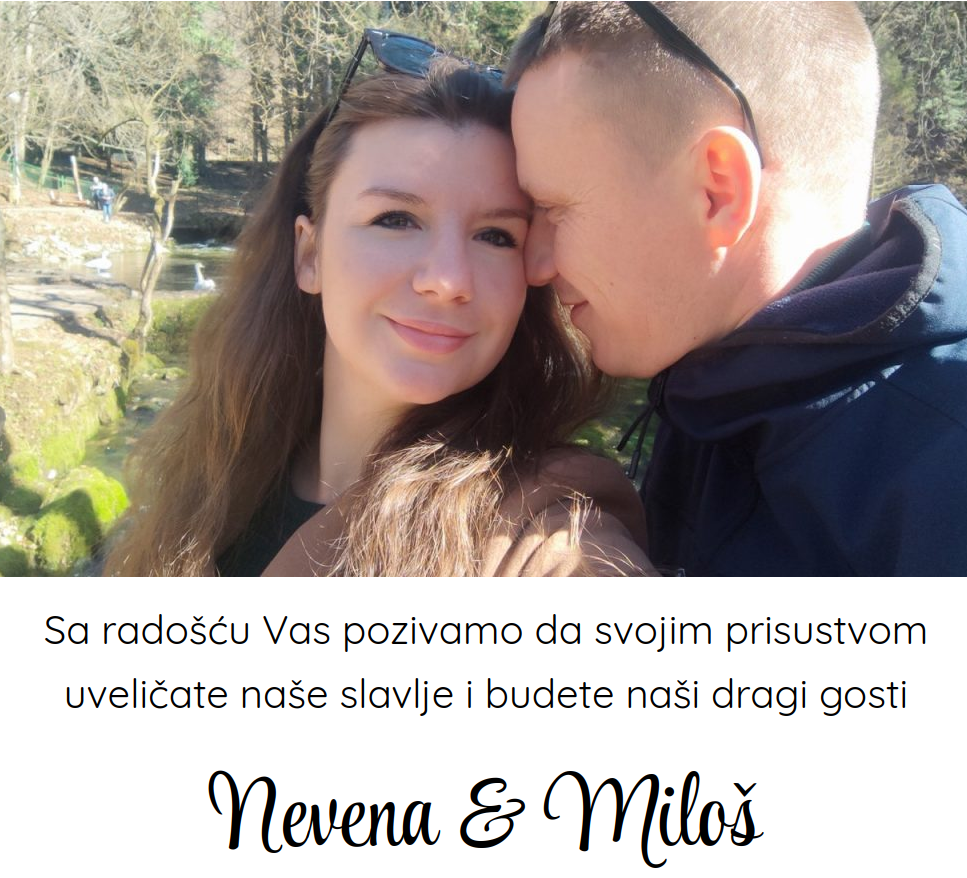 Sa radošću Vas pozivamo da svojim prisustvom
uveličate naše slavlje i budete naši dragi gosti
Nevena & Miloš